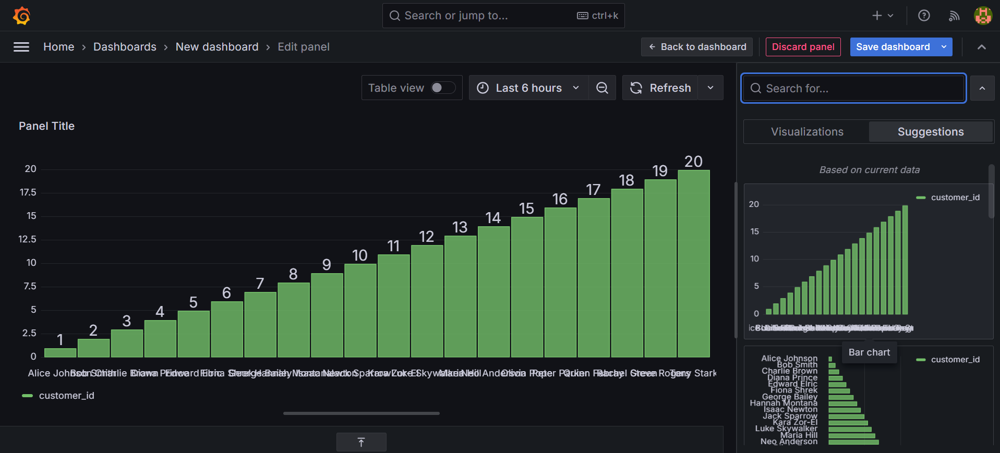 Search or jump to...
ctrl+k
Home › Dashboards › New dashboard › Edit panel
← Back to dashboard
Discard panel
Save dashboard
Table view
Last 6 hours
Refresh
Search for...
Visualizations
Suggestions
Based on current data
Panel Title
20
17.5
15
12.5
10
7.5
5
2.5
0
1
2
3
4
5
6
7
8
9
10
11
12
13
14
15
16
17
18
19
20
Alice
Tony Stark
customer_id
20
15
10
5
0
customer_id
Bar chart
Alice Johnson
Bob Smith
Charlie Brown
Diana Prince
Edward Elric
Fiona Shrek
George Bailey
Hannah Montana
Isaac Newton
Jack Sparrow
Kara Zor-El
Luke Skywalker
Maria Hill
Neo Anderson
customer_id